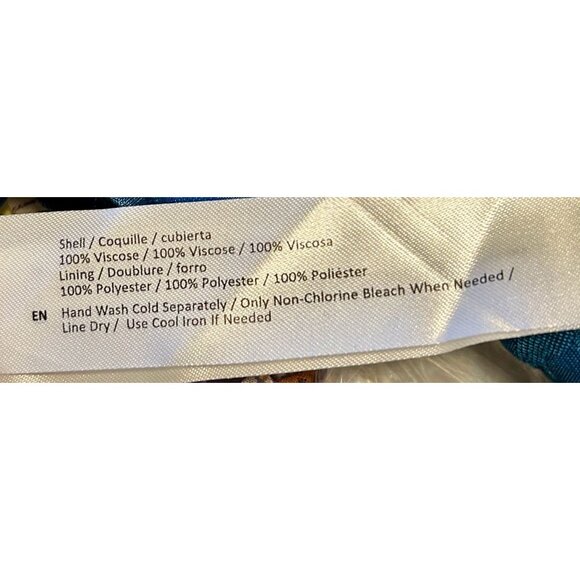 Shell / Coquille / cubierta
100% Viscose / 100% Viscose / 100% Viscosa
Lining / Doublure / forro
100% Polyester / 100% Polyester / 100% Poliéster
EN Hand Wash Cold Separately / Only Non-Chlorine Bleach When Needed /
Line Dry / Use Cool Iron If Needed